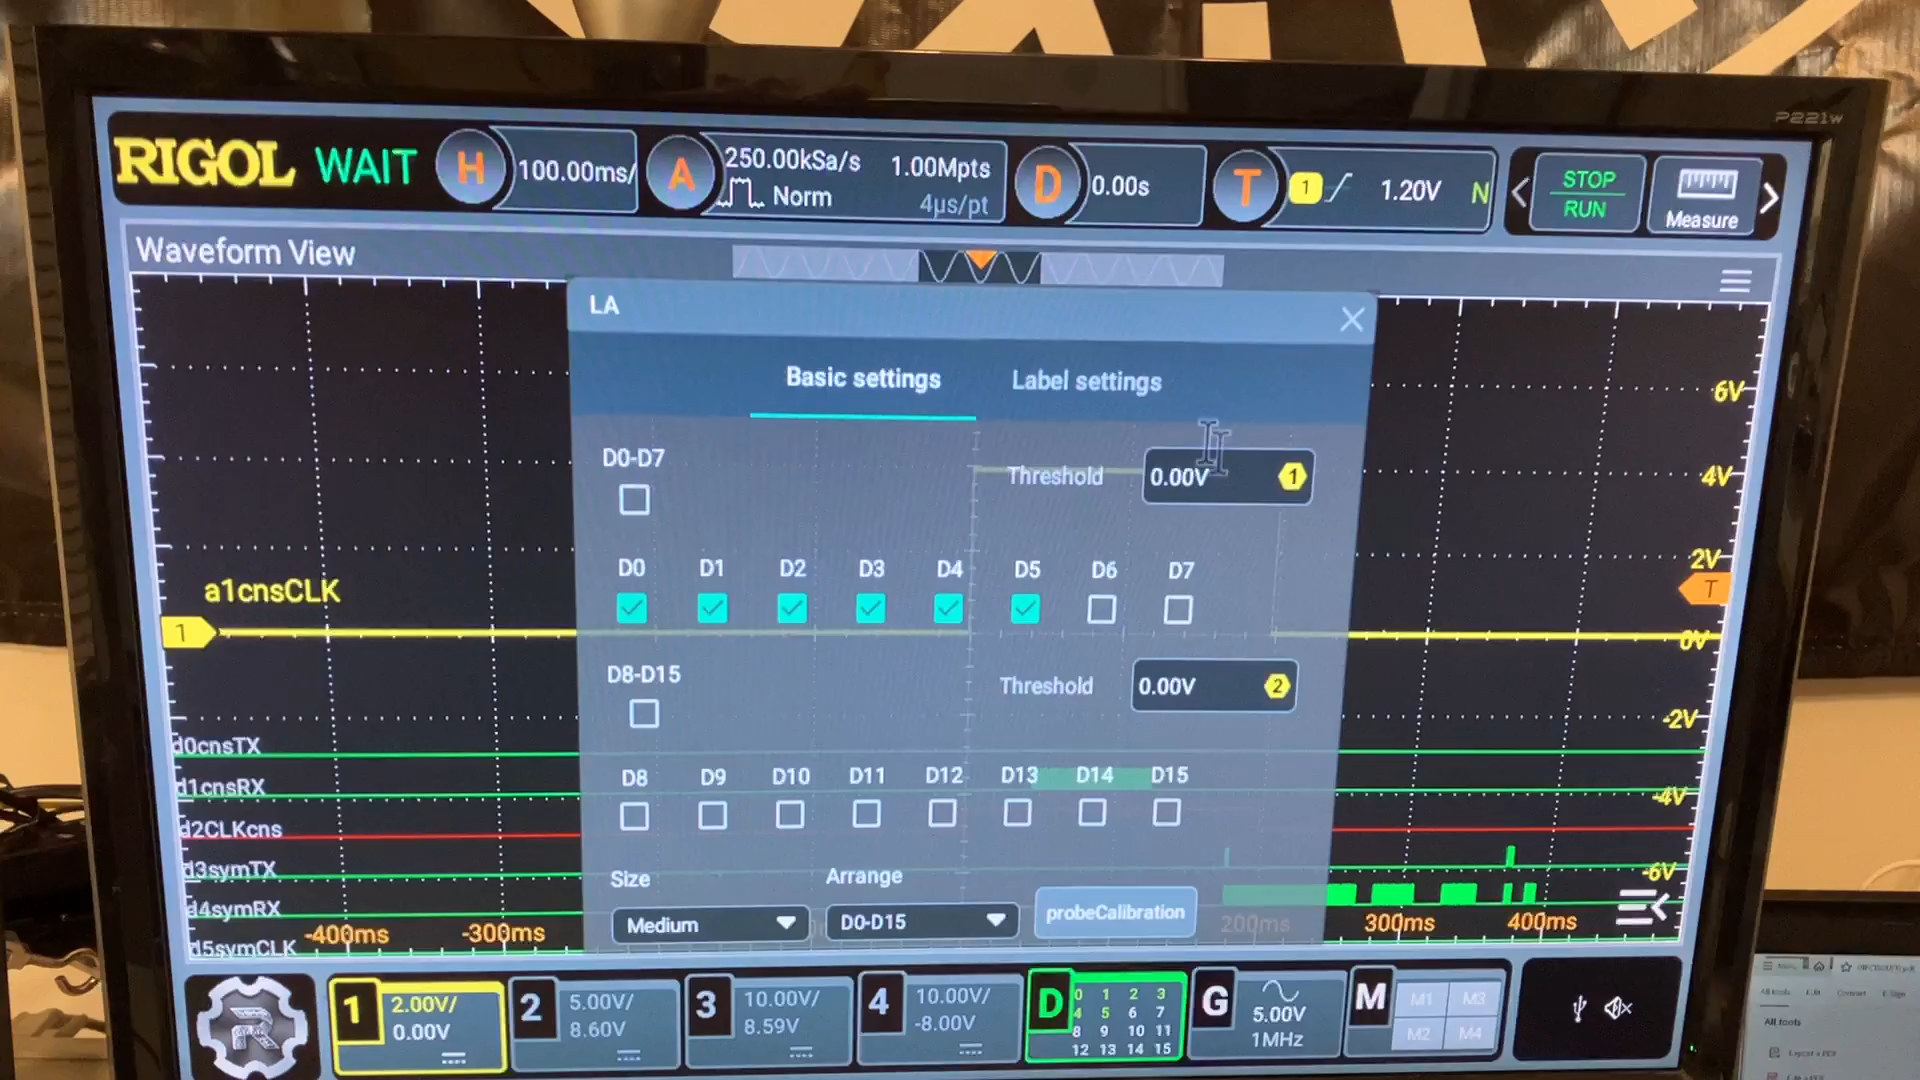 P221w
RIGOL WAIT H 100.00ms/ A 250.00kSa/s 1.00Mpts D 0.00s T 1 1.20V N STOP
Norm 4µs/pt RUN Measure
Waveform View
LA
Basic settings Label settings
6V
D0-D7
Threshold 0.00V 1
4V
D0 D1 D2 D3 D4 D5 D6 D7
2V
T
a1cnsCLK
1
0V
D8-D15
Threshold 0.00V 2
-2V
d0cnsTX
D8 D9 D10 D11 D12 D13 D14 D15
d1cnsRX
-4V
d2CLKcns
d3symTX
-6V
Size Arrange
d4symRX
Medium D0-D15 probeCalibration
-400ms -300ms 200ms 300ms 400ms
d5symCLK
1 2.00V/ 2 5.00V/ 3 10.00V/ 4 10.00V/ D 0 1 2 3 G 5.00V M M1 M3
0.00V 8.60V 8.59V -8.00V 4 5 6 7 1MHz M2 M4
8 9 10 11
12 13 14 15
All tools